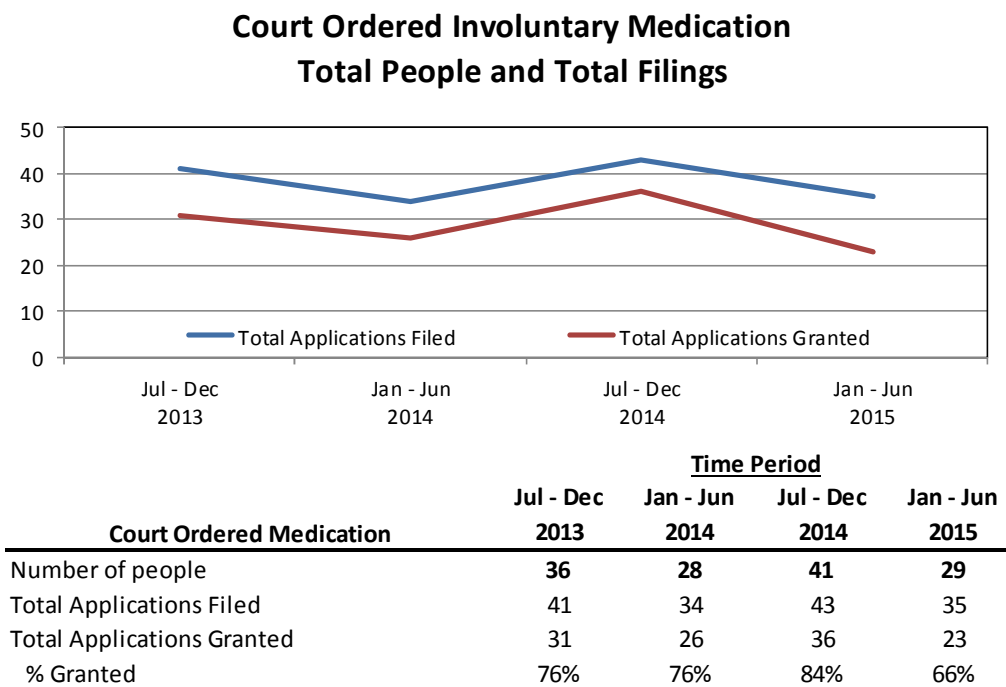 Court Ordered Involuntary Medication
Total People and Total Filings
50
40
30
20
10
0
Total Applications Filed
Total Applications Granted
Jul - Dec
2013
Jan - Jun
2014
Jul - Dec
2014
Jan - Jun
2015
Time Period
Jul - Dec Jan - Jun Jul - Dec Jan - Jun
Court Ordered Medication 2013 2014 2014 2015
Number of people 36 28 41 29
Total Applications Filed 41 34 43 35
Total Applications Granted 31 26 36 23
% Granted 76% 76% 84% 66%